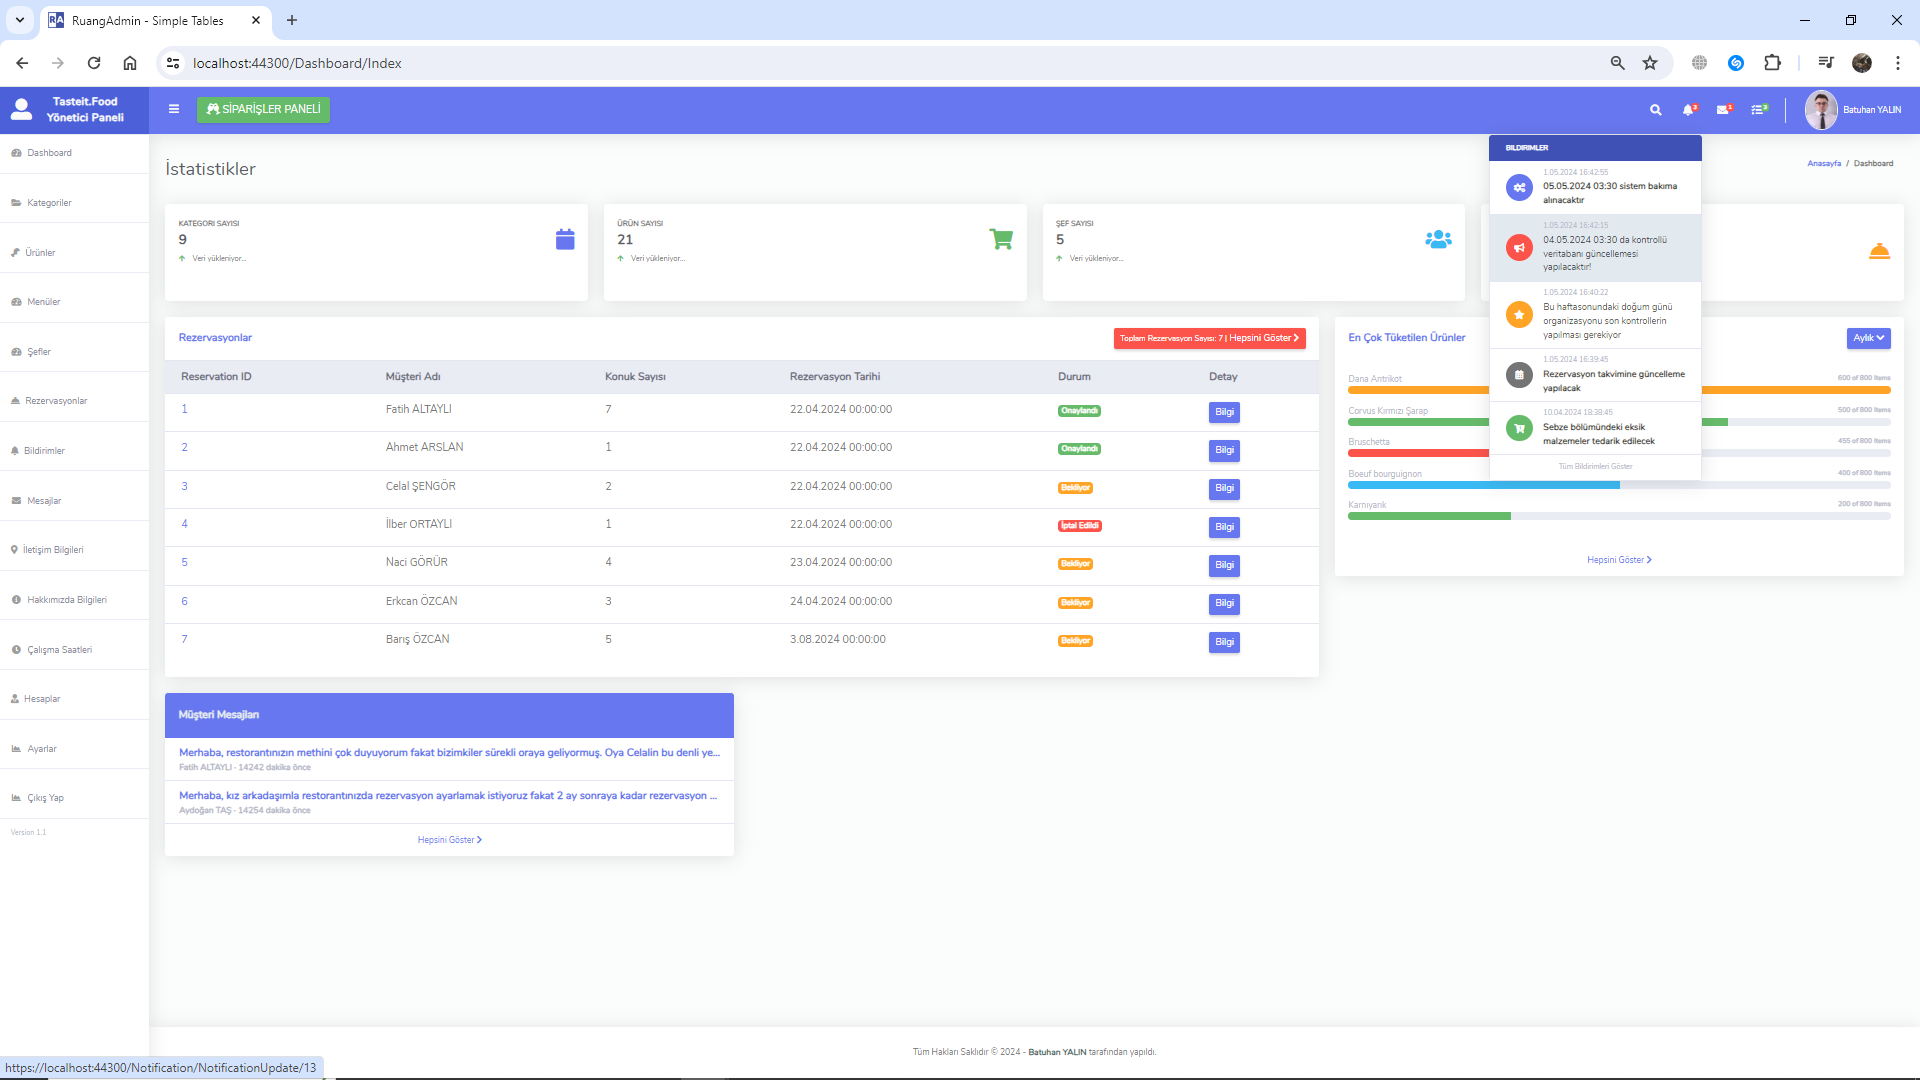 RuangAdmin - Simple Tables
localhost:44300/Dashboard/Index
Tasteit.Food
Yönetici Paneli
SİPARİŞLER PANELİ
Batuhan YALIN
Dashboard
Kategoriler
Ürünler
Menüler
Şefler
Rezervasyonlar
Bildirimler
Mesajlar
İletişim Bilgileri
Hakkımızda Bilgileri
Çalışma Saatleri
Hesaplar
Ayarlar
Çıkış Yap
Version 1.1
İstatistikler
Anasayfa / Dashboard
KATEGORI SAYISI
9
Veri yükleniyor...
ÜRÜN SAYISI
21
Veri yükleniyor...
ŞEF SAYISI
5
Veri yükleniyor...
BILDIRIMLER
1.05.2024 16:42:55
05.05.2024 03:30 sistem bakıma
alınacaktır
1.05.2024 16:42:15
04.05.2024 03:30 da kontrollü
veritabanı güncellemesi
yapılacaktır!
1.05.2024 16:40:22
Bu haftasonundaki doğum günü
organizasyonu son kontrollerin
yapılması gerekiyor
1.05.2024 16:39:45
Rezervasyon takvimine güncelleme
yapılacak
10.04.2024 18:38:45
Sebze bölümündeki eksik
malzemeler tedarik edilecek
Tüm Bildirimleri Göster
Rezervasyonlar
Toplam Rezervasyon Sayısı: 7 | Hepsini Göster
Reservation ID Müşteri Adı Konuk Sayısı Rezervasyon Tarihi Durum Detay
1 Fatih ALTAYLI 7 22.04.2024 00:00:00 Onaylandı Bilgi
2 Ahmet ARSLAN 1 22.04.2024 00:00:00 Onaylandı Bilgi
3 Celal ŞENGÖR 2 22.04.2024 00:00:00 Bekliyor Bilgi
4 İlber ORTAYLI 1 22.04.2024 00:00:00 İptal Edildi Bilgi
5 Naci GÖRÜR 4 23.04.2024 00:00:00 Bekliyor Bilgi
6 Erkcan ÖZCAN 3 24.04.2024 00:00:00 Bekliyor Bilgi
7 Barış ÖZCAN 5 3.08.2024 00:00:00 Bekliyor Bilgi
En Çok Tüketilen Ürünler
Aylık
Dana Antrikot 600 of 800 Items
Corvus Kırmızı Şarap 500 of 800 Items
Bruschetta 455 of 800 Items
Boeuf bourguignon 400 of 800 Items
Karnıyarık 200 of 800 Items
Hepsini Göster
Müşteri Mesajları
Merhaba, restorantınızın methini çok duyuyorum fakat bizimkiler sürekli oraya geliyormuş. Oya Celalin bu denli ye...
Fatih ALTAYLI - 14242 dakika önce
Merhaba, kız arkadaşımla restorantınızda rezervasyon ayarlamak istiyoruz fakat 2 ay sonraya kadar rezervasyon ...
Aydoğan TAŞ - 14254 dakika önce
Hepsini Göster
Tüm Hakları Saklıdır © 2024 - Batuhan YALIN tarafından yapıldı.
https://localhost:44300/Notification/NotificationUpdate/13